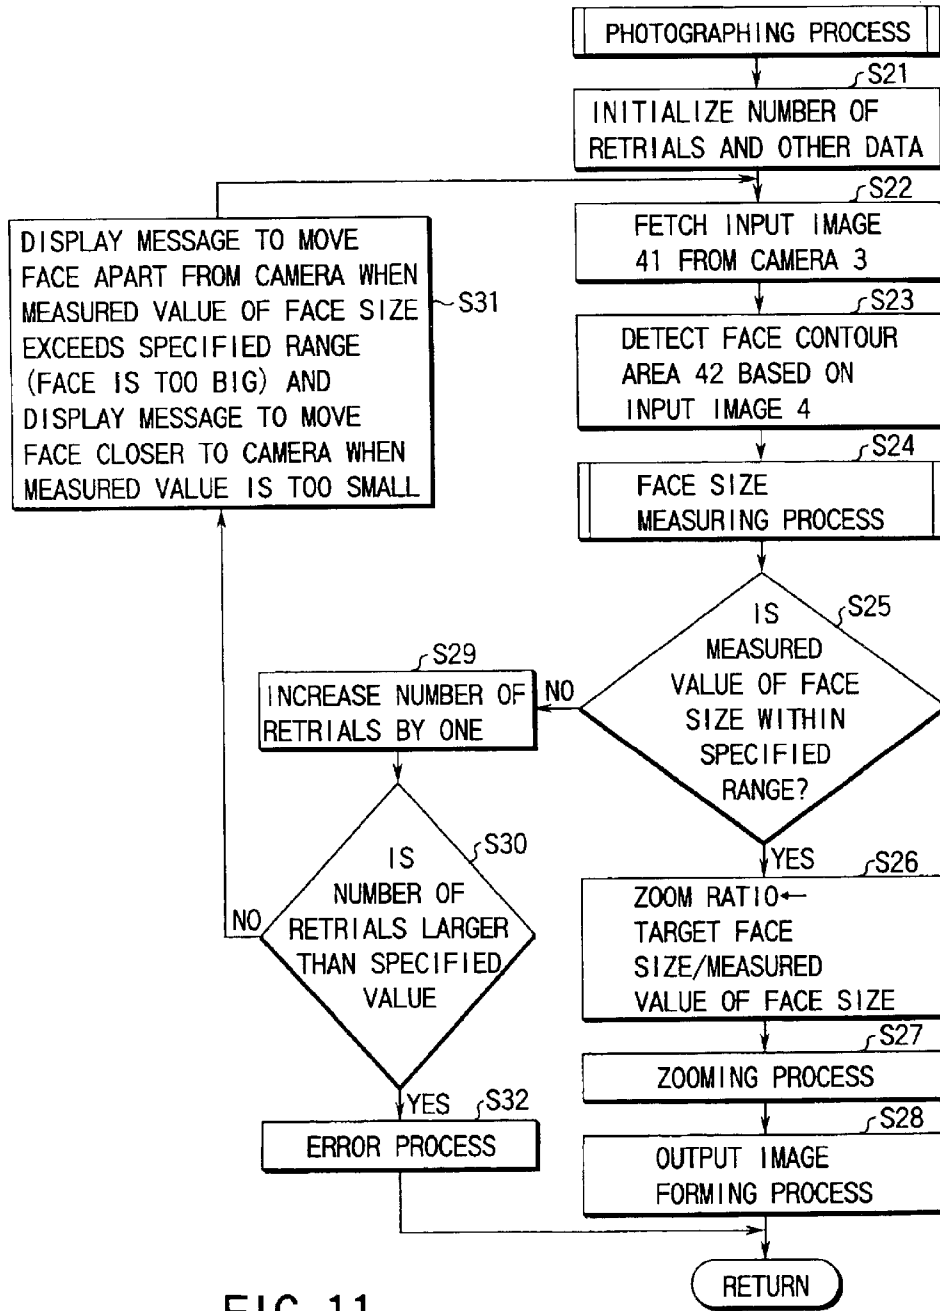 PHOTOGRAPHING PROCESS
S21
INITIALIZE NUMBER OF
RETRIALS AND OTHER DATA
S22
FETCH INPUT IMAGE
41 FROM CAMERA 3
S23
DETECT FACE CONTOUR
AREA 42 BASED ON
INPUT IMAGE 4
S24
FACE SIZE
MEASURING PROCESS
S25
IS
MEASURED
VALUE OF FACE
SIZE WITHIN
SPECIFIED
RANGE?
NO
YES
S29
INCREASE NUMBER OF
RETRIALS BY ONE
S30
IS
NUMBER OF
RETRIALS LARGER
THAN SPECIFIED
VALUE
NO
YES
S31
DISPLAY MESSAGE TO MOVE
FACE APART FROM CAMERA WHEN
MEASURED VALUE OF FACE SIZE
EXCEEDS SPECIFIED RANGE
(FACE IS TOO BIG) AND
DISPLAY MESSAGE TO MOVE
FACE CLOSER TO CAMERA WHEN
MEASURED VALUE IS TOO SMALL
S32
ERROR PROCESS
S26
ZOOM RATIO←
TARGET FACE
SIZE/MEASURED
VALUE OF FACE SIZE
S27
ZOOMING PROCESS
S28
OUTPUT IMAGE
FORMING PROCESS
RETURN
FIG. 11